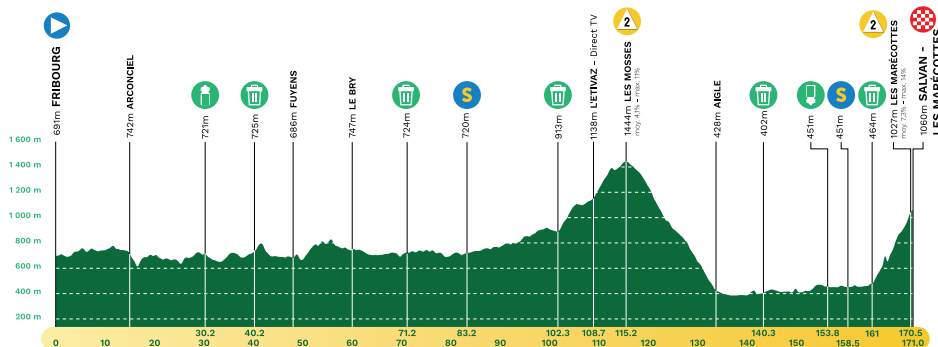 FRIBOURG
691m
ARCONCIEL
742m
721m
725m
FUYENS
686m
LE BRY
747m
724m
S
720m
913m
L'ETIVAZ - Direct TV
1138m
2
LES MOSSES
1444m
moy. 4,1% - max. 11%
AIGLE
428m
402m
451m
S
451m
2
464m
LES MARÉCOTTES
1027m
moy. 7,3% - max. 14%
SALVAN -
LES MARÉCOTTES
1060m
1 600 m
1 400 m
1 200 m
1 000 m
800 m
600 m
400 m
200 m
30.2 40.2 71.2 83.2 102.3 108.7 115.2 140.3 153.8 161 170.5
0 10 20 30 40 50 60 70 80 90 100 110 120 130 140 150 158.5 171.0